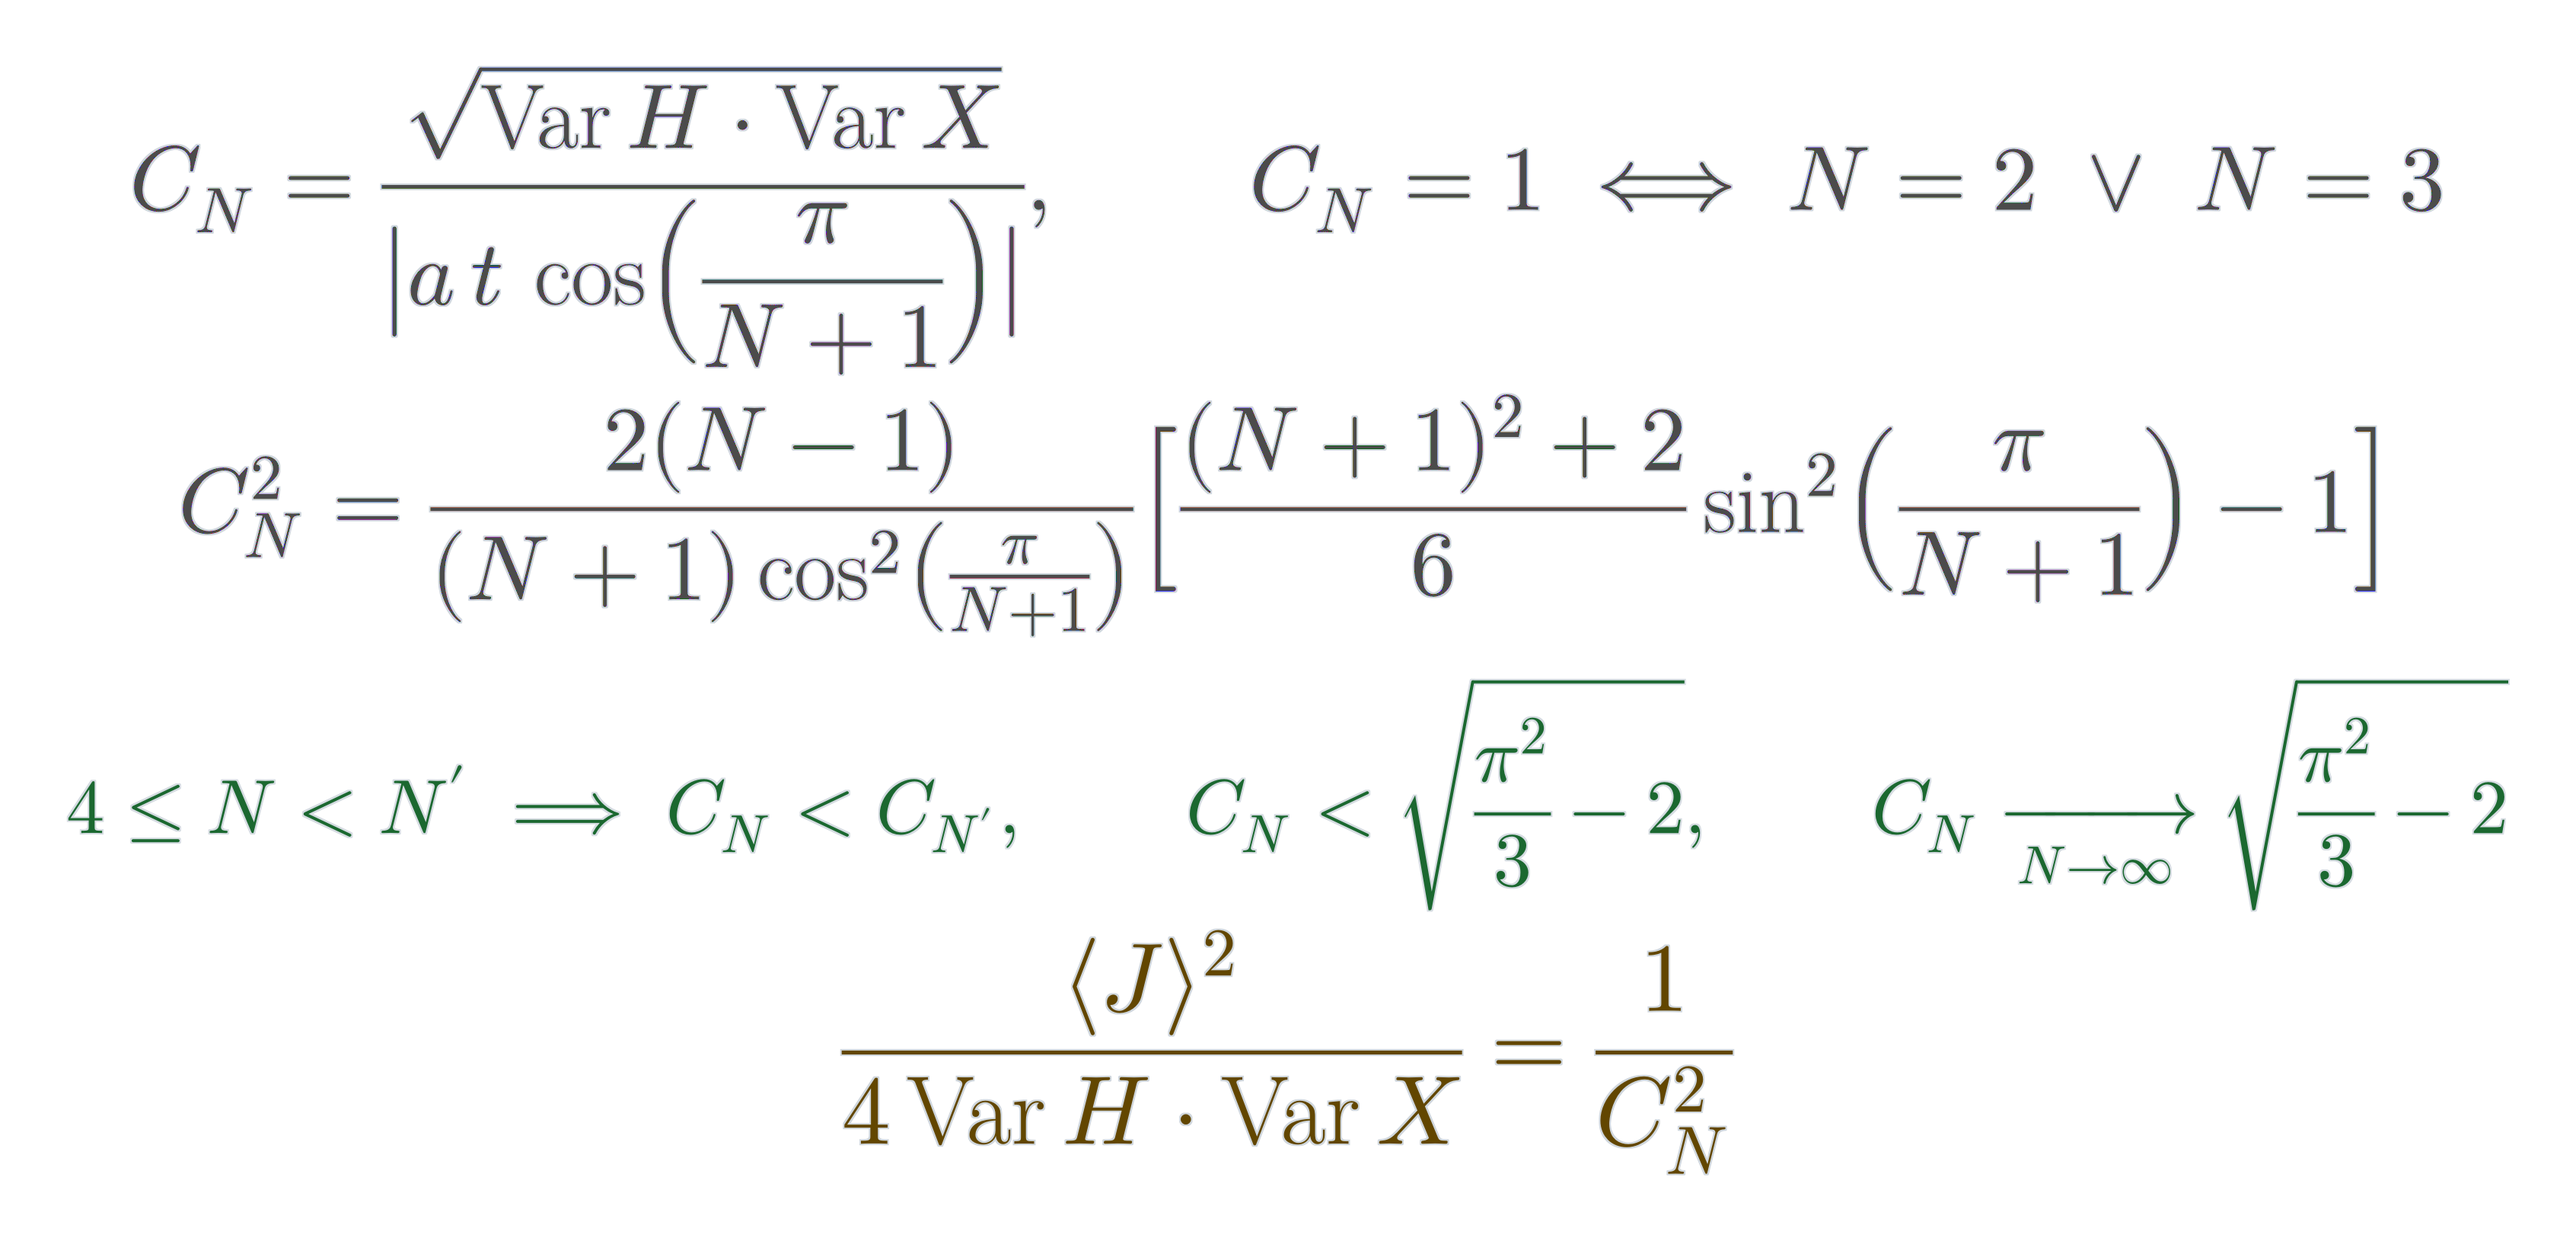 $C_N = \frac{\sqrt{\operatorname{Var} H \cdot \operatorname{Var} X}}{\left| a\, t\, \cos\left(\frac{\pi}{N+1}\right) \right|}, \qquad C_N = 1 \iff N = 2 \vee N = 3$
$C_N^2 = \frac{2(N-1)}{(N+1)\cos^2\left(\frac{\pi}{N+1}\right)} \left[ \frac{(N+1)^2+2}{6} \sin^2\left(\frac{\pi}{N+1}\right) - 1 \right]$
$4 \leq N < N' \implies C_N < C_{N'}, \qquad C_N < \sqrt{\frac{\pi^2}{3} - 2}, \qquad C_N \xrightarrow[N \to \infty]{} \sqrt{\frac{\pi^2}{3} - 2}$
$\frac{\langle J \rangle^2}{4 \operatorname{Var} H \cdot \operatorname{Var} X} = \frac{1}{C_N^2}$